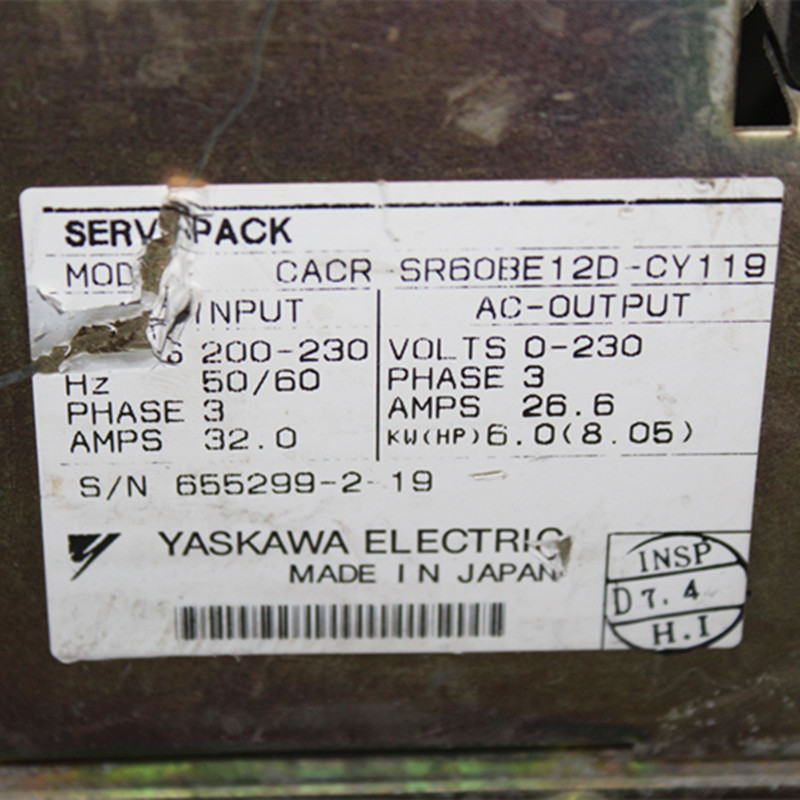 SERV PACK
MOD CACR-SR60BE12D-CY119
INPUT
AC-OUTPUT
S 200-230
VOLTS 0-230
Hz 50/60
PHASE 3
PHASE 3
AMPS 26.6
AMPS 32.0
KW(HP)6.0(8.05)
S/N 655299-2-19
YASKAWA ELECTRIC
MADE IN JAPAN
INSP
D 7.4
H.I